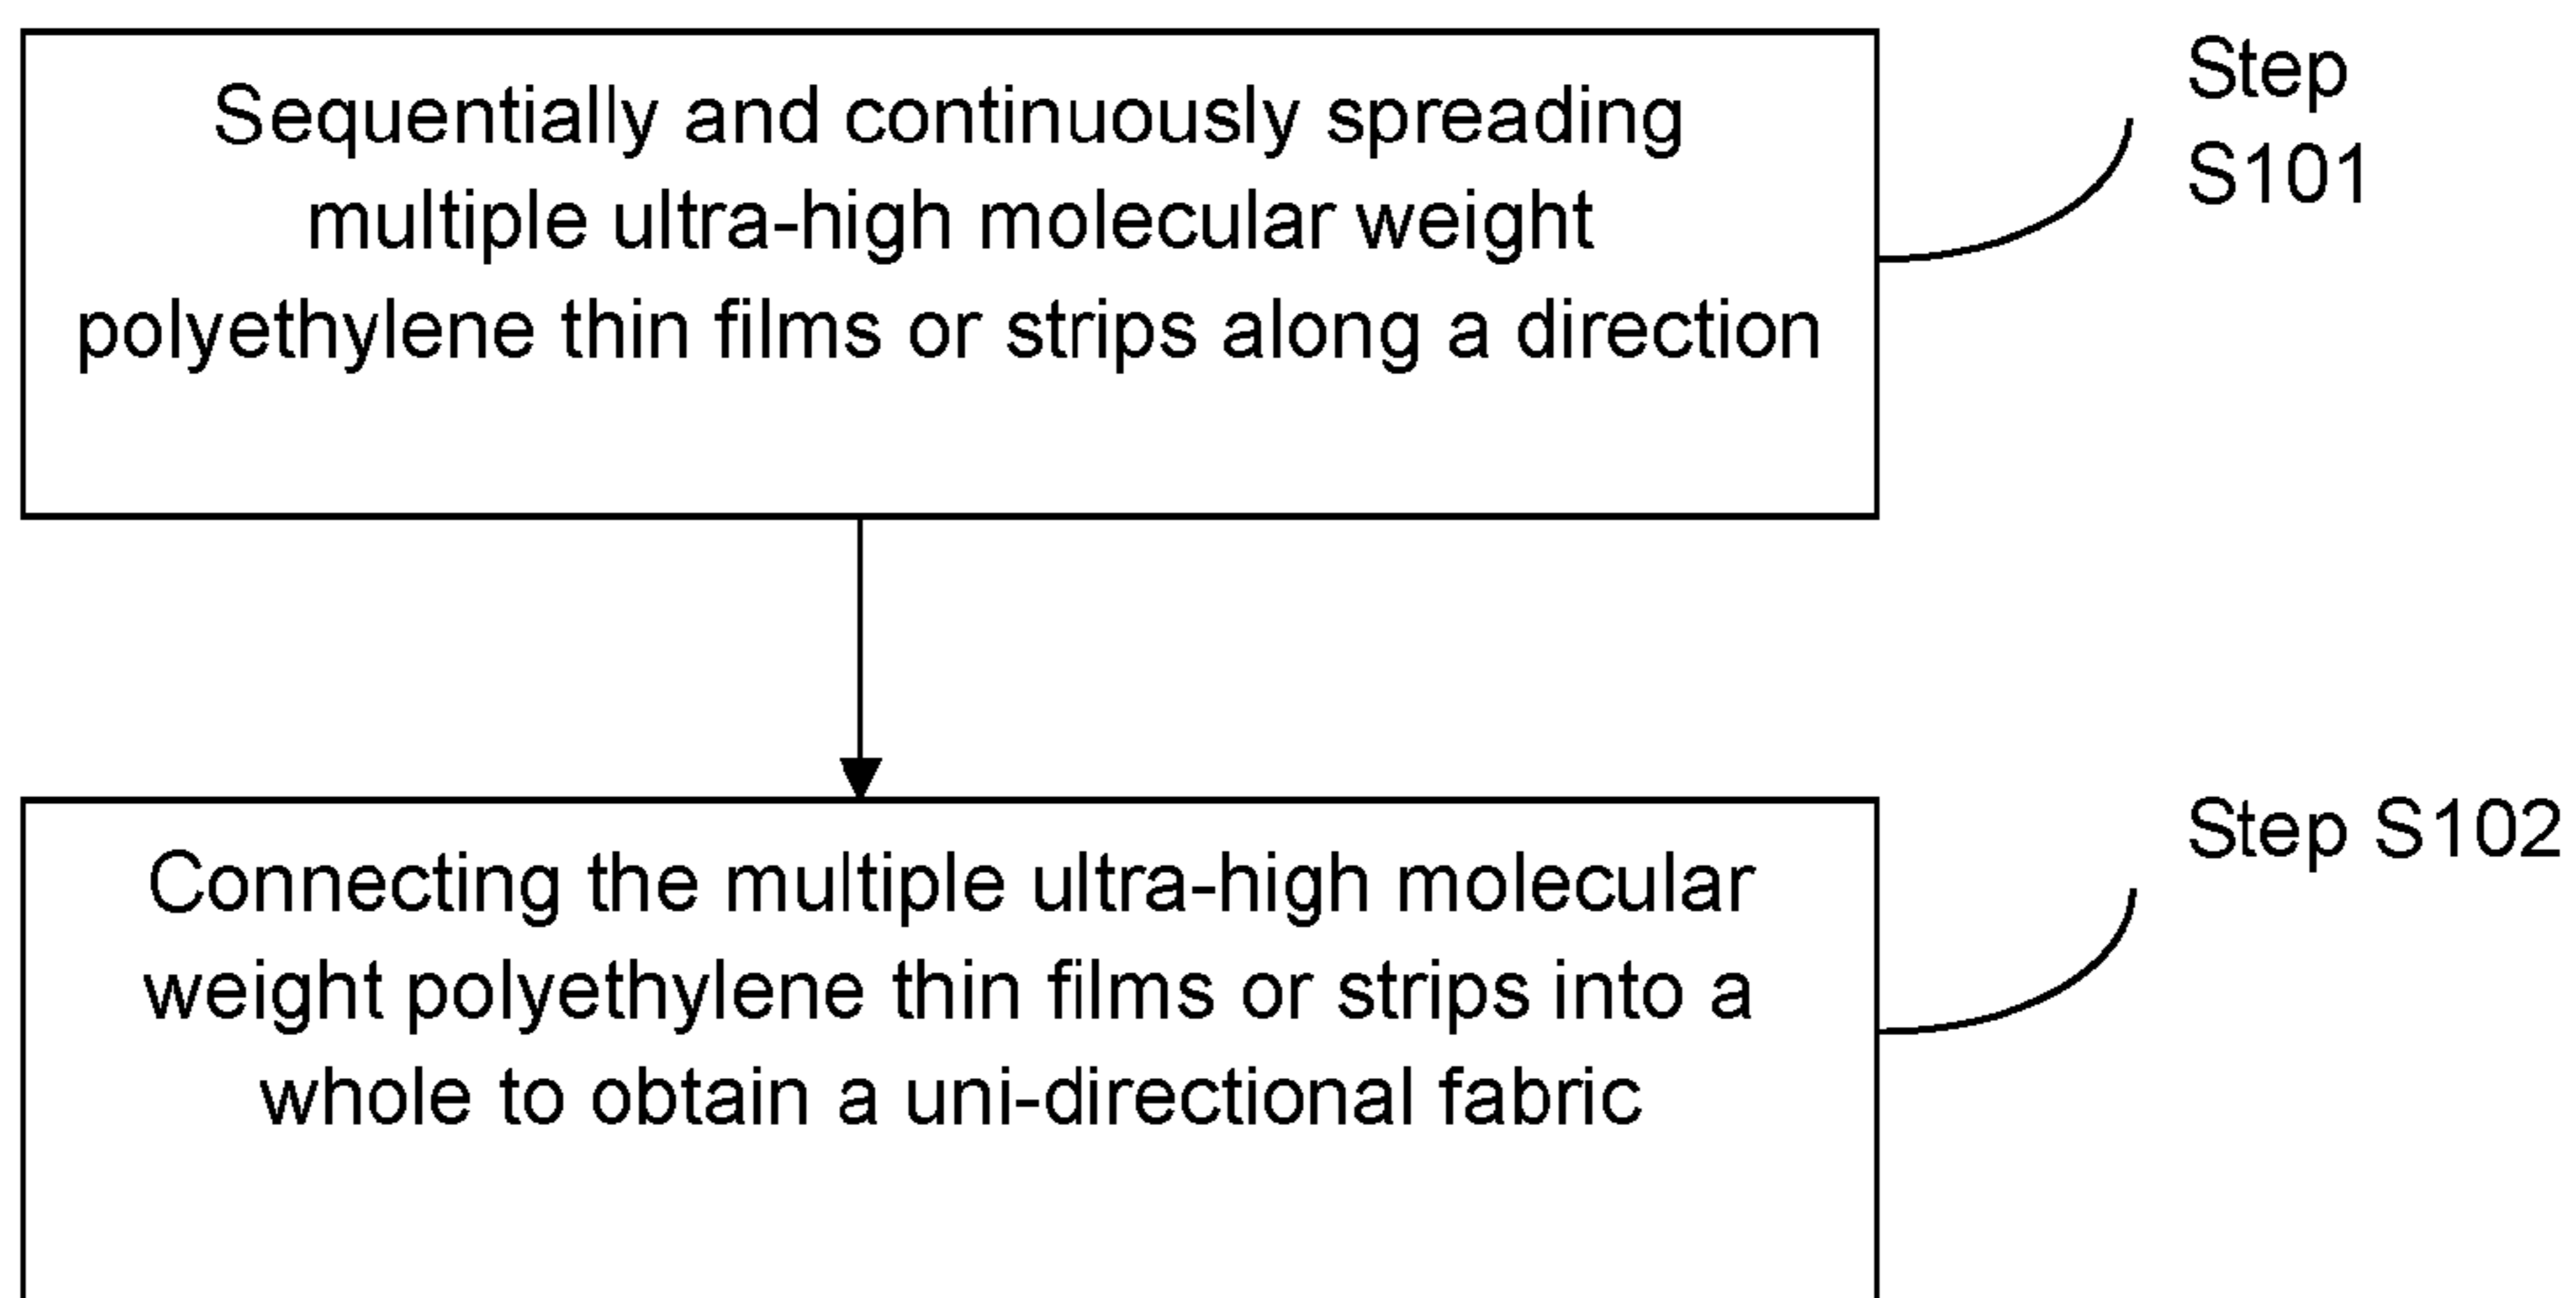 Sequentially and continuously spreading
multiple ultra-high molecular weight
polyethylene thin films or strips along a direction
Step
S101
Connecting the multiple ultra-high molecular
weight polyethylene thin films or strips into a
whole to obtain a uni-directional fabric
Step S102